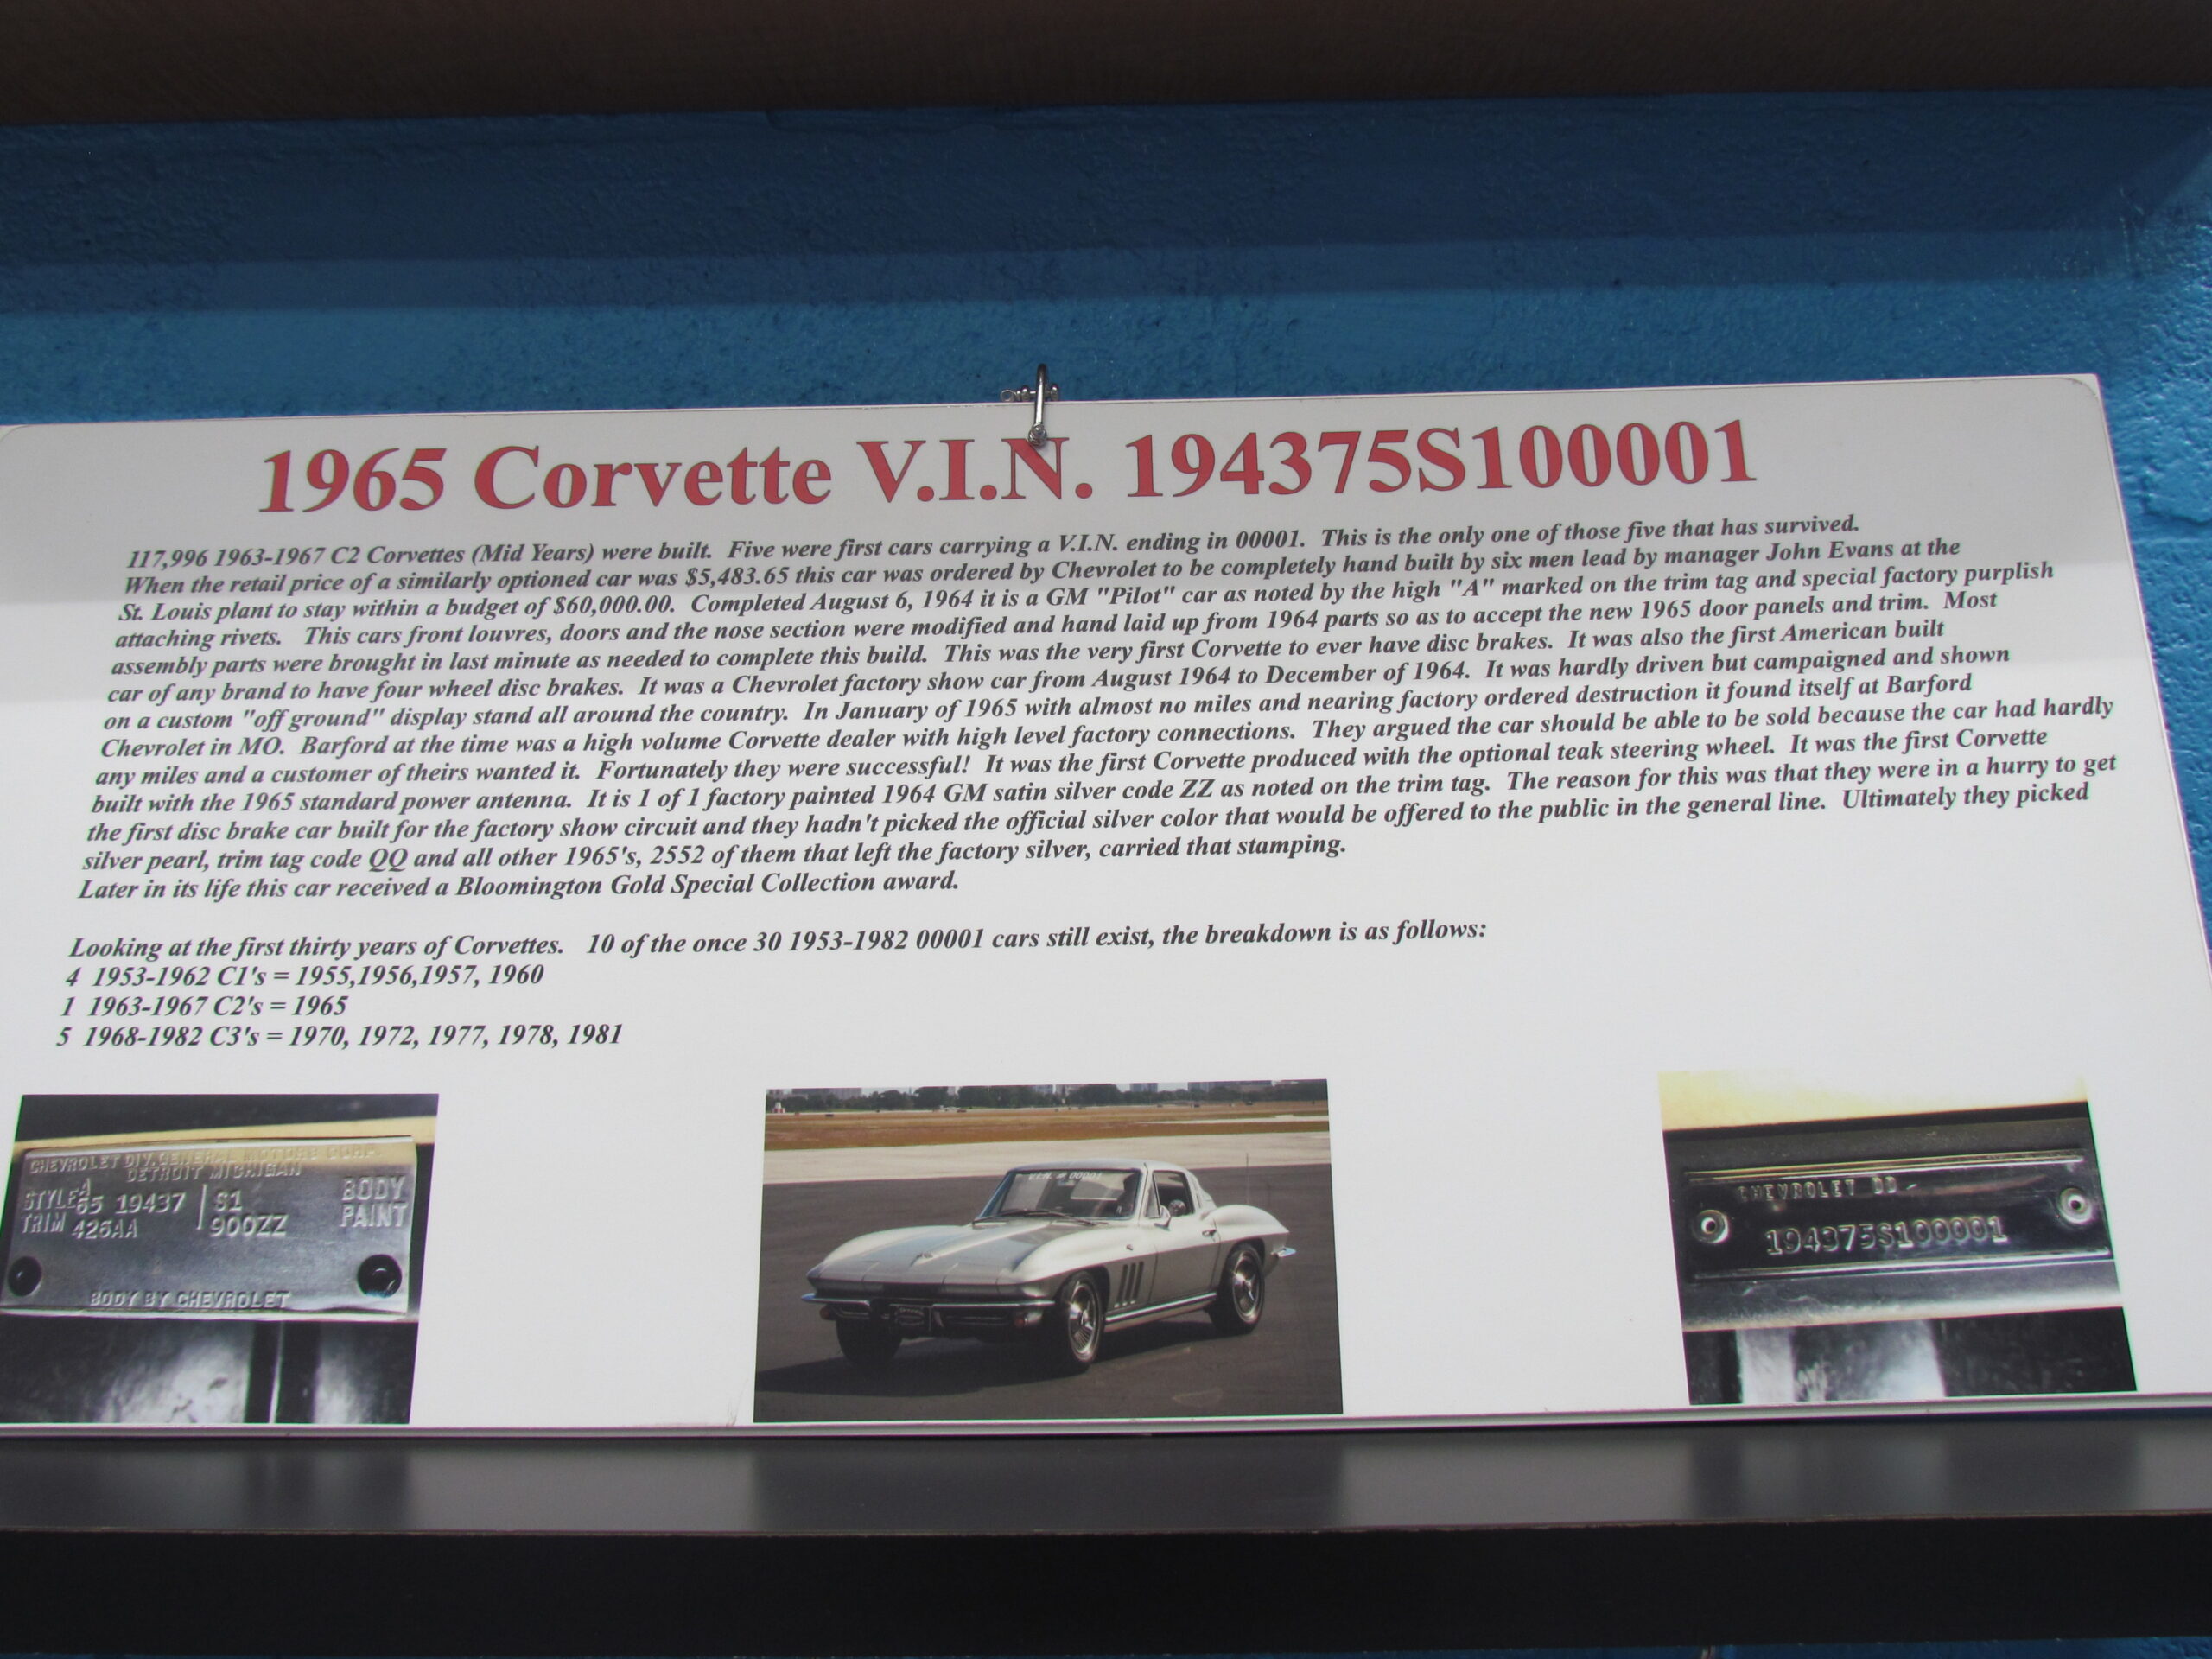 1965 Corvette V.I.N. 194375S100001
117,996 1963-1967 C2 Corvettes (Mid Years) were built. Five were first cars carrying a V.I.N. ending in 00001. This is the only one of those five that has survived.
When the retail price of a similarly optioned car was $5,483.65 this car was ordered by Chevrolet to be completely hand built by six men lead by manager John Evans at the
St. Louis plant to stay within a budget of $60,000.00. Completed August 6, 1964 it is a GM "Pilot" car as noted by the high "A" marked on the trim tag and special factory purplish
attaching rivets. This cars front louvres, doors and the nose section were modified and hand laid up from 1964 parts so as to accept the new 1965 door panels and trim. Most
assembly parts were brought in last minute as needed to complete this build. This was the very first Corvette to ever have disc brakes. It was also the first American built
car of any brand to have four wheel disc brakes. It was a Chevrolet factory show car from August 1964 to December of 1964. It was hardly driven but campaigned and shown
on a custom "off ground" display stand all around the country. In January of 1965 with almost no miles and nearing factory ordered destruction it found itself at Barford
Chevrolet in MO. Barford at the time was a high volume Corvette dealer with high level factory connections. They argued the car should be able to be sold because the car had hardly
any miles and a customer of theirs wanted it. Fortunately they were successful! It was the first Corvette produced with the optional teak steering wheel. It was the first Corvette
built with the 1965 standard power antenna. It is 1 of 1 factory painted 1964 GM satin silver code ZZ as noted on the trim tag. The reason for this was that they were in a hurry to get
the first disc brake car built for the factory show circuit and they hadn't picked the official silver color that would be offered to the public in the general line. Ultimately they picked
silver pearl, trim tag code QQ and all other 1965's, 2552 of them that left the factory silver, carried that stamping.
Later in its life this car received a Bloomington Gold Special Collection award.
Looking at the first thirty years of Corvettes. 10 of the once 30 1953-1982 00001 cars still exist, the breakdown is as follows:
4 1953-1962 C1's = 1955,1956,1957, 1960
1 1963-1967 C2's = 1965
5 1968-1982 C3's = 1970, 1972, 1977, 1978, 1981
CHEVROLET DIV. GENERAL MOTORS CORP.
DETROIT MICHIGAN
A
STYLE 65 19437 S1 BODY
TRIM 426AA 900ZZ PAINT
BODY BY CHEVROLET
V.I.N. # 00001
CHEVROLET
194375S100001